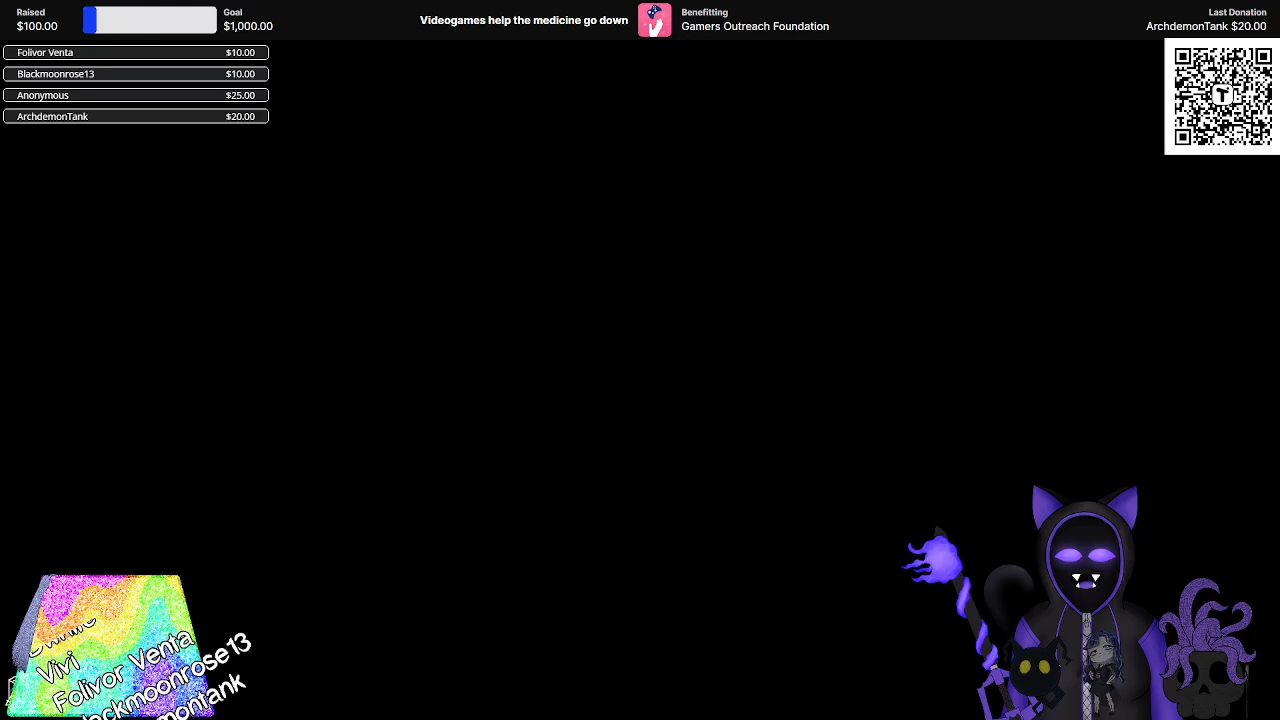 Raised
$100.00
Goal
$1,000.00
Videogames help the medicine go down
Benefitting
Gamers Outreach Foundation
Last Donation
ArchdemonTank $20.00
Folivor Venta $10.00
Blackmoonrose13 $10.00
Anonymous $25.00
ArchdemonTank $20.00
T
Vivi
Folivor Venta
lackmoonrose13
montank